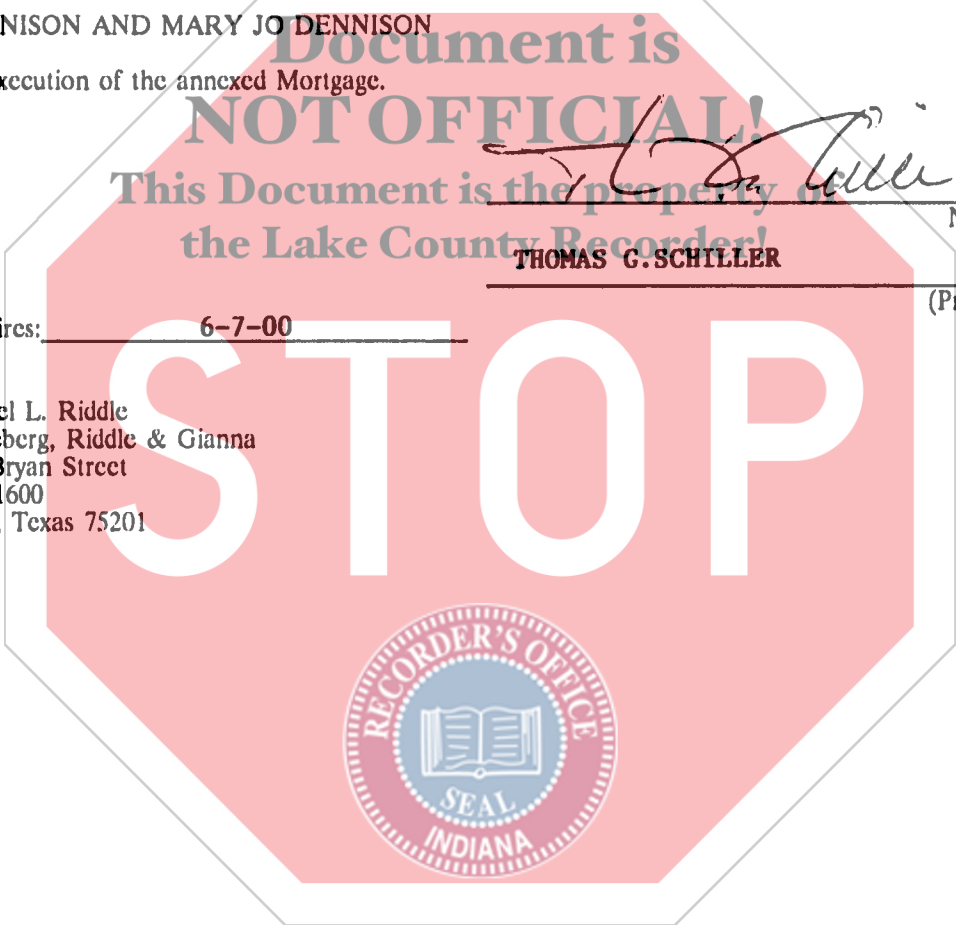 NISON AND MARY JO DENNISON
Document is
xecution of the annexed Mortgage.
NOT OFFICIAL!
This Document is the property of
the Lake County Recorder!
N
THOMAS G. SCHILLER
(Pr
ires: 6-7-00
STOP
el L. Riddle
berg, Riddle & Gianna
Bryan Street
1600
, Texas 75201
RECORDER'S OFFICE
SEAL
INDIANA